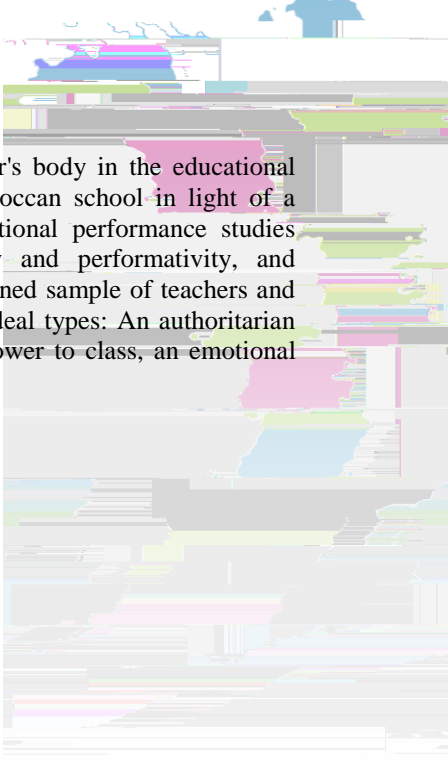 r's body in the educational
occan school in light of a
tional performance studies
and performativity, and
ned sample of teachers and
deal types: An authoritarian
ower to class, an emotional